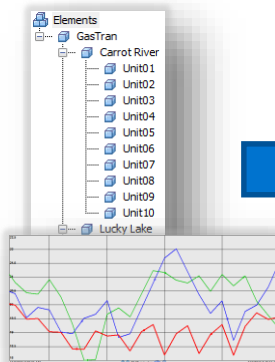 Elements
GasTran
Carrot River
Unit01
Unit02
Unit03
Unit04
Unit05
Unit06
Unit07
Unit08
Unit09
Unit10
Lucky Lake